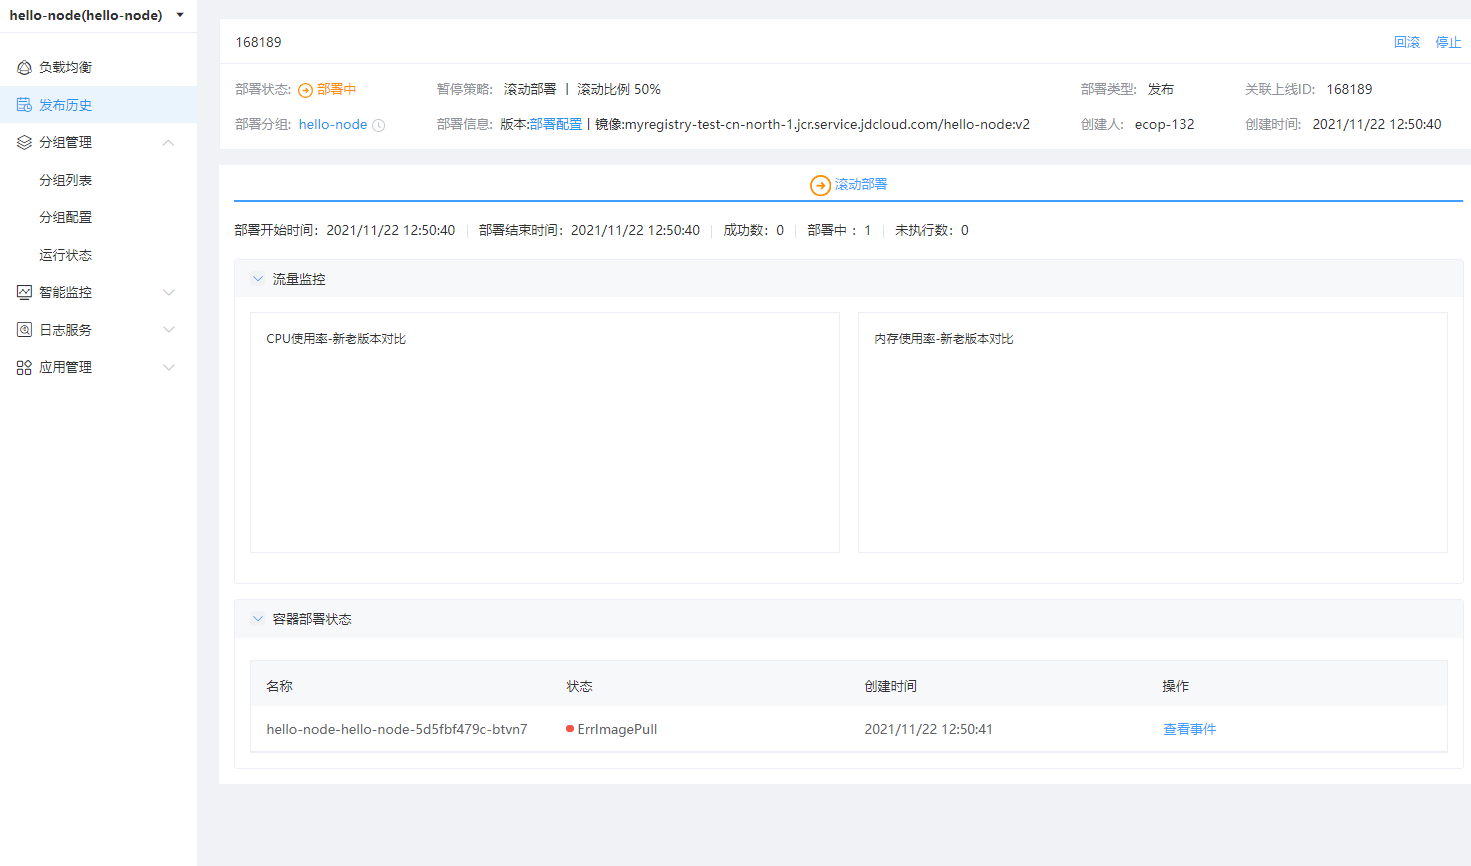 hello-node(hello-node)
负载均衡
发布历史
分组管理
分组列表
分组配置
运行状态
智能监控
日志服务
应用管理
168189 回滚 停止
部署状态: 部署中 暂停策略: 滚动部署 | 滚动比例 50% 部署类型: 发布 关联上线ID: 168189
部署分组: hello-node 部署信息: 版本:部署配置 | 镜像:myregistry-test-cn-north-1.jcr.service.jdcloud.com/hello-node:v2 创建人: ecop-132 创建时间: 2021/11/22 12:50:40
滚动部署
部署开始时间: 2021/11/22 12:50:40 部署结束时间: 2021/11/22 12:50:40 成功数: 0 部署中 : 1 未执行数: 0
流量监控
CPU使用率-新老版本对比 内存使用率-新老版本对比
容器部署状态
名称 状态 创建时间 操作
hello-node-hello-node-5d5fbf479c-btvn7 ErrImagePull 2021/11/22 12:50:41 查看事件